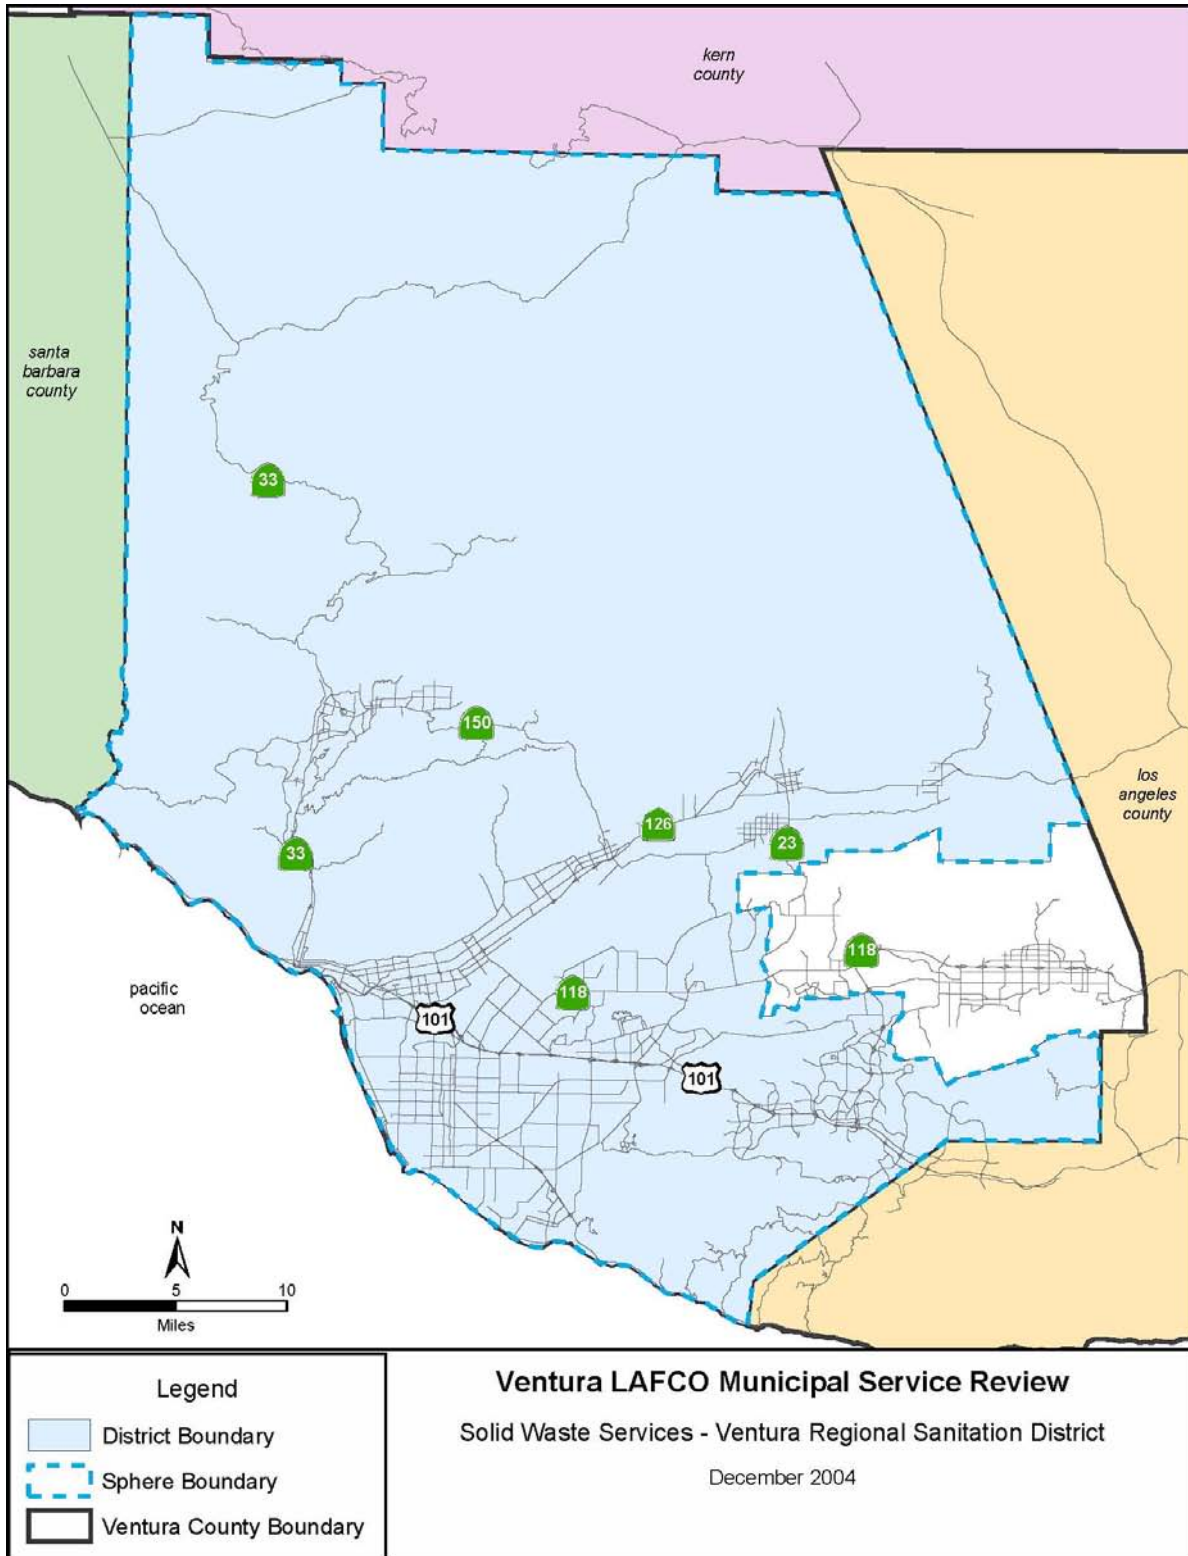 kern
county
santa
barbara
county
33
150
los
angeles
county
126
23
33
118
pacific
ocean
118
101
101
N
0 5 10
Miles
Legend
District Boundary
Sphere Boundary
Ventura County Boundary
Ventura LAFCO Municipal Service Review
Solid Waste Services - Ventura Regional Sanitation District
December 2004